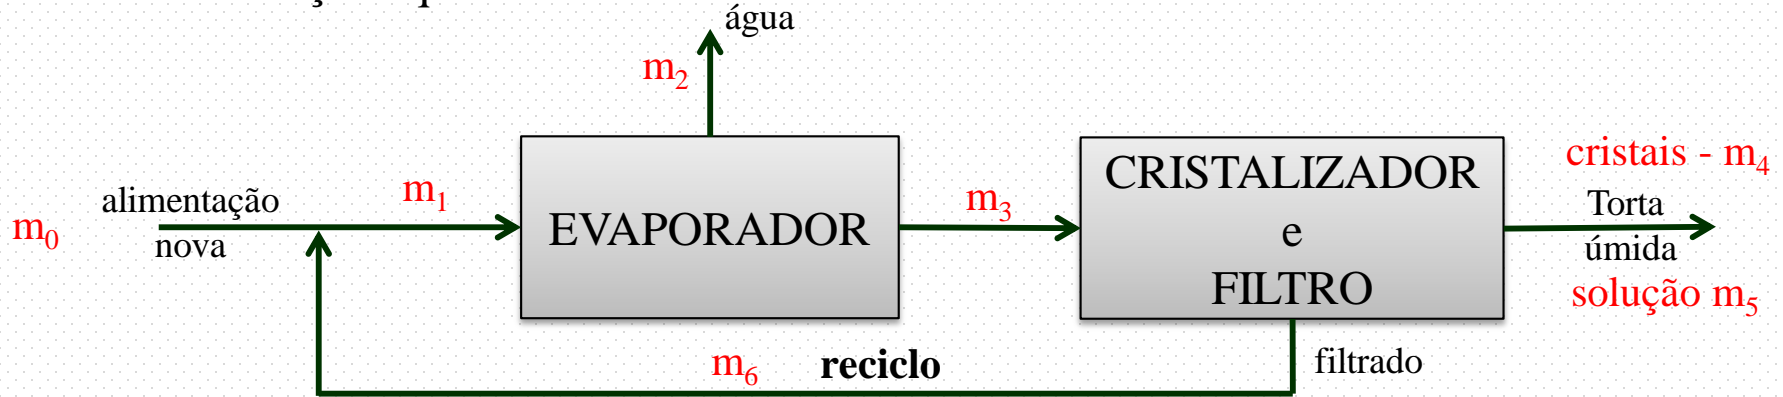 água
m₂
cristais - m₄
CRISTALIZADOR
alimentação
m₁
m₃
Torta
m₀
EVAPORADOR
e
nova
úmida
FILTRO
solução m₅
m₆
reciclo
filtrado